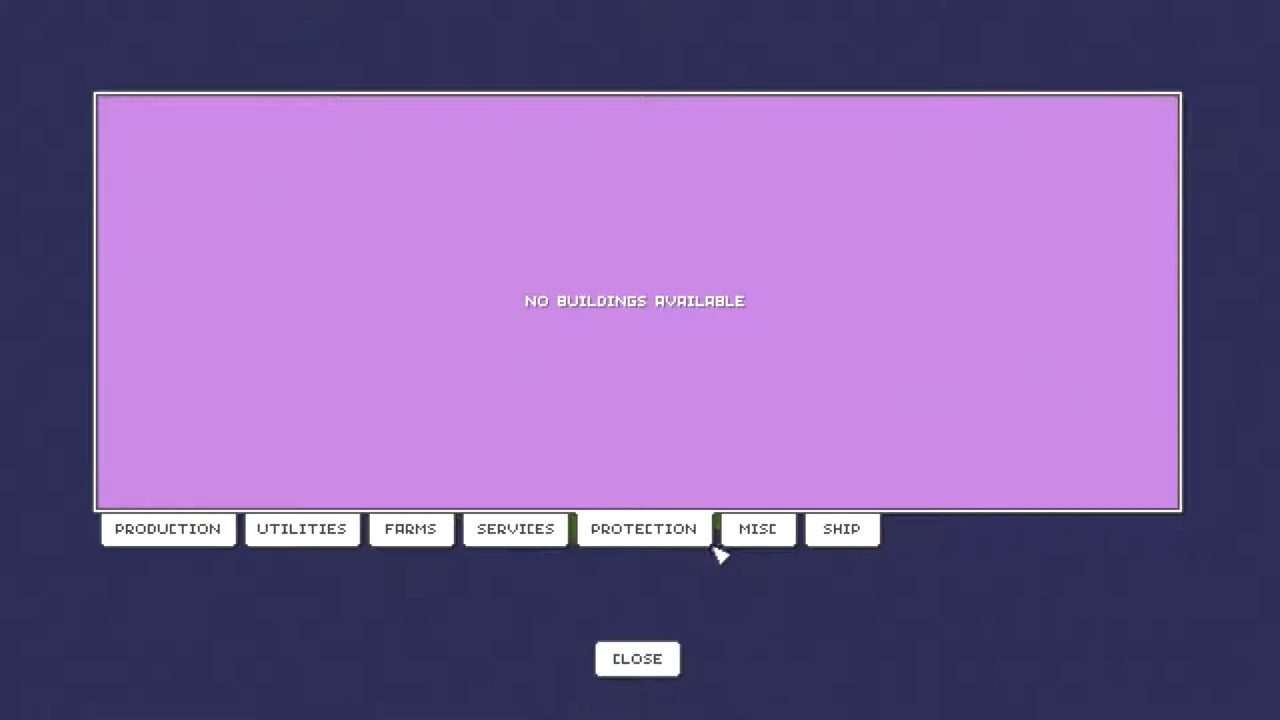 NO BUILDINGS AVAILABLE
PRODUCTION UTILITIES FARMS SERVICES PROTECTION MISC SHIP
CLOSE